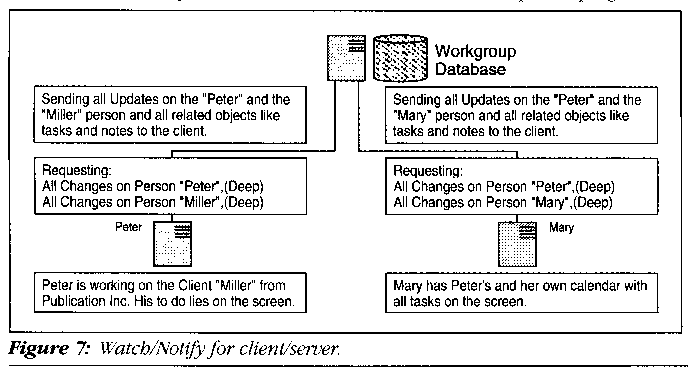 Workgroup
Database
Sending all Updates on the "Peter" and the
"Miller" person and all related objects like
tasks and notes to the client.
Sending all Updates on the "Peter" and the
"Mary" person and all related objects like
tasks and notes to the client.
Requesting:
All Changes on Person "Peter",(Deep)
All Changes on Person "Miller",(Deep)
Requesting:
All Changes on Person "Peter",(Deep)
All Changes on Person "Mary",(Deep)
Peter
Mary
Peter is working on the Client "Miller" from
Publication Inc. His to do lies on the screen.
Mary has Peter's and her own calendar with
all tasks on the screen.
Figure 7: Watch/Notify for client/server.